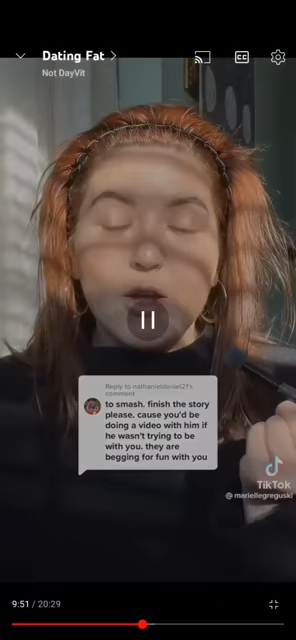 Dating Fat
Not DayVit
CC
Reply to nathanieldaniel21's
comment
to smash. finish the story
please. cause you'd be
doing a video with him if
he wasn't trying to be
with you. they are
begging for fun with you
TikTok
@mariellegreguski
9:51 / 20:29